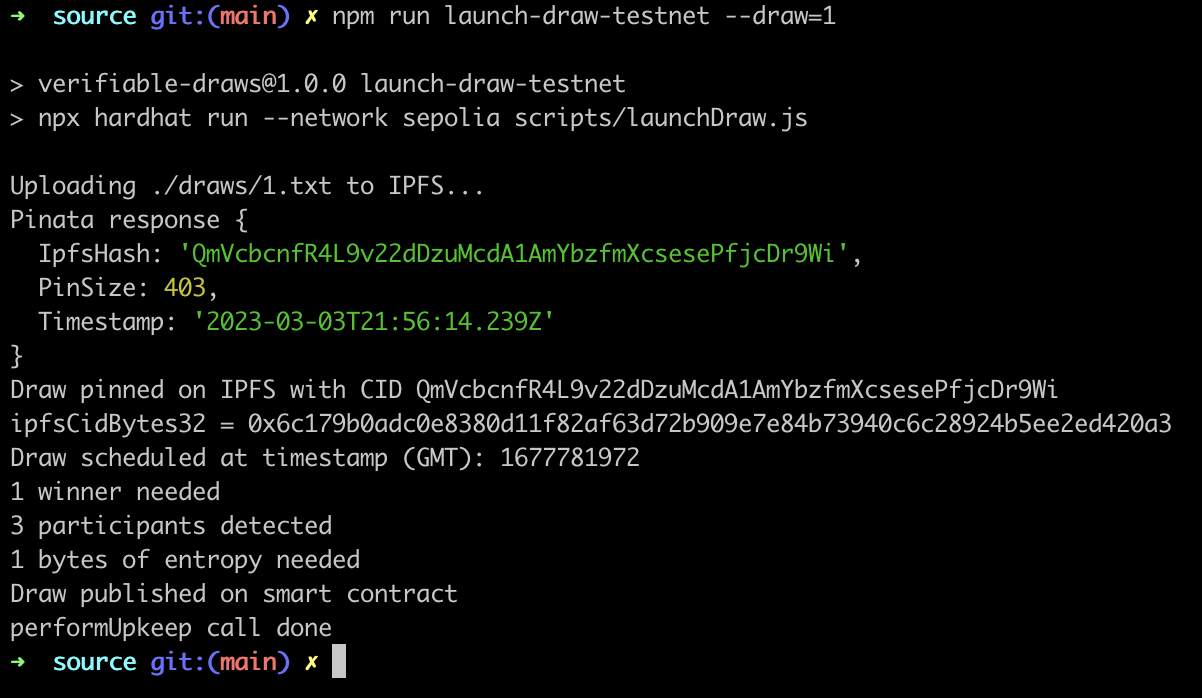 ➜  source git:(main) ✗ npm run launch-draw-testnet --draw=1

> verifiable-draws@1.0.0 launch-draw-testnet
> npx hardhat run --network sepolia scripts/launchDraw.js

Uploading ./draws/1.txt to IPFS...
Pinata response {
  IpfsHash: 'QmVcbcnfR4L9v22dDzuMcdA1AmYbzfmXcsesePfjcDr9Wi',
  PinSize: 403,
  Timestamp: '2023-03-03T21:56:14.239Z'
}
Draw pinned on IPFS with CID QmVcbcnfR4L9v22dDzuMcdA1AmYbzfmXcsesePfjcDr9Wi
ipfsCidBytes32 = 0x6c179b0adc0e8380d11f82af63d72b909e7e84b73940c6c28924b5ee2ed420a3
Draw scheduled at timestamp (GMT): 1677781972
1 winner needed
3 participants detected
1 bytes of entropy needed
Draw published on smart contract
performUpkeep call done
➜  source git:(main) ✗